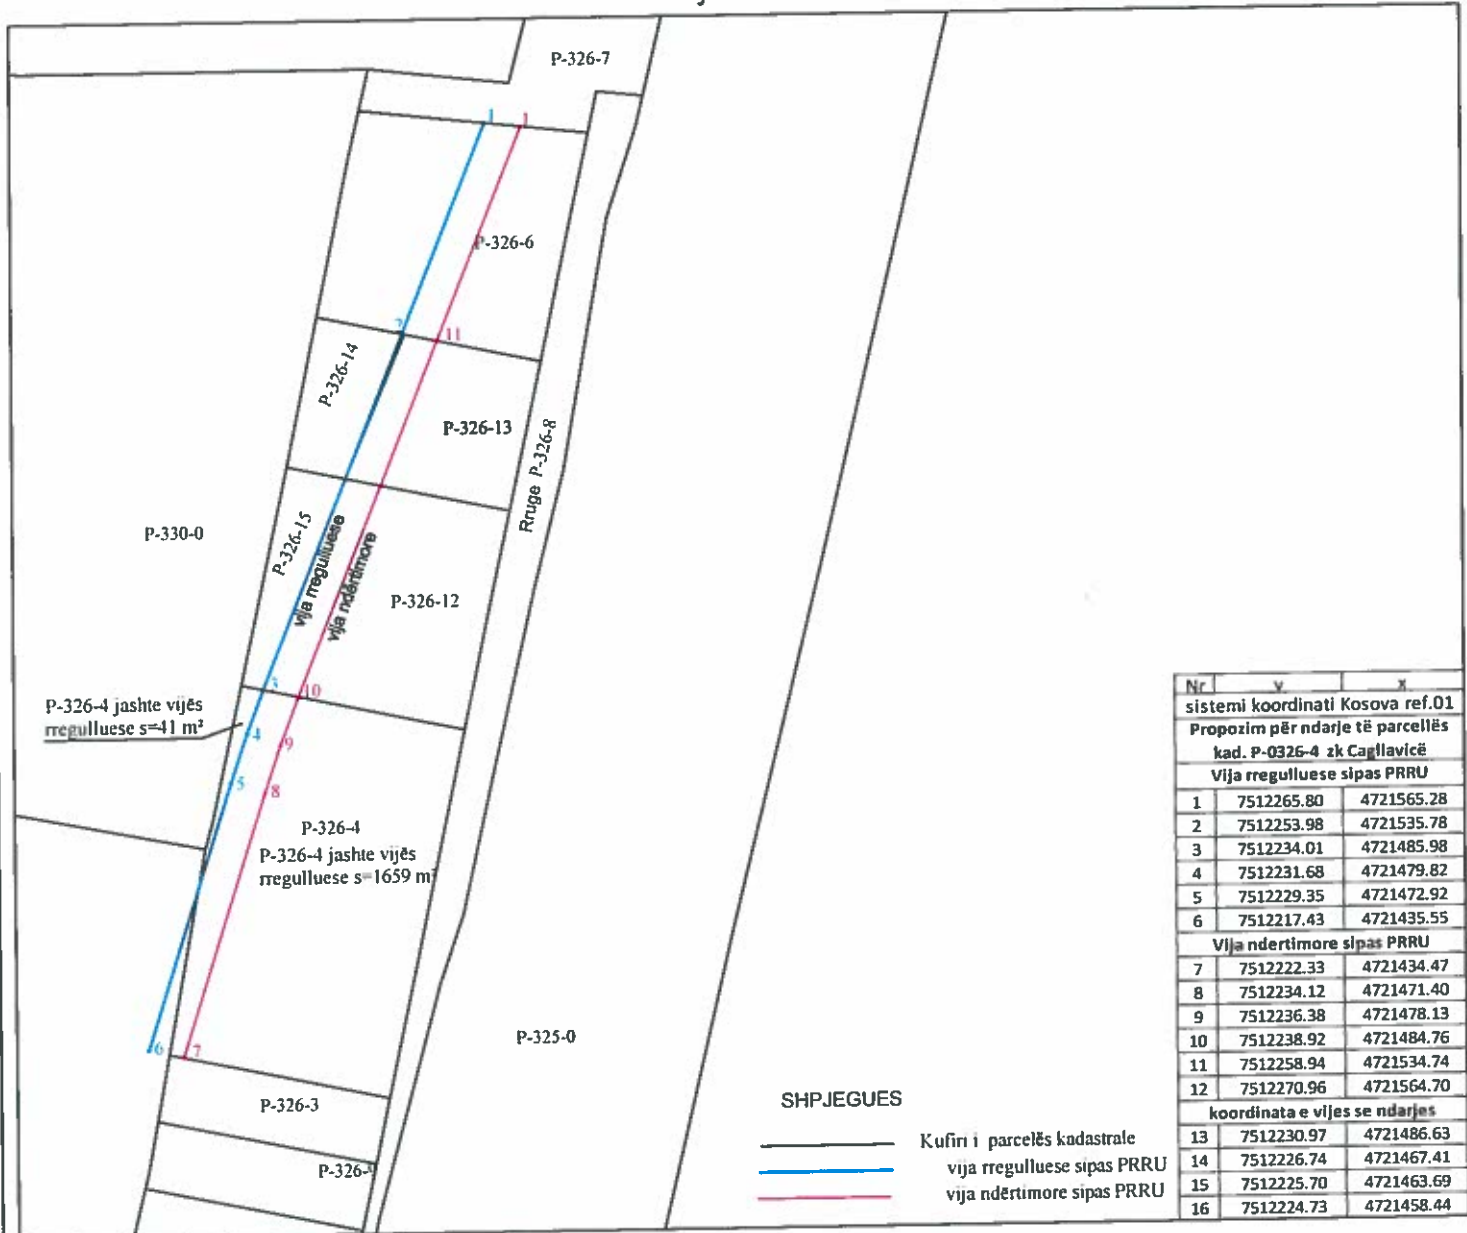 P-326-7
1
1
P-326-6
2
11
P-326-14
P-326-13
Rruge P-326-8
P-330-0
P-326-15
vija rregulluese
vija ndërtimore
P-326-12
3
10
P-326-4 jashte vijës
rregulluese s=41 m²
4
9
5
8
P-326-4
P-326-4 jashte vijës
rregulluese s=1659 m²
6
7
P-325-0
P-326-3
P-326-9
SHPJEGUES
Kufiri i parcelës kadastrale
vija rregulluese sipas PRRU
vija ndërtimore sipas PRRU
Nr y x
sistemi koordinati Kosova ref.01
Propozim për ndarje të parcellës
kad. P-0326-4 zk Cagllavicë
Vija rregulluese sipas PRRU
1 7512265.80 4721565.28
2 7512253.98 4721535.78
3 7512234.01 4721485.98
4 7512231.68 4721479.82
5 7512229.35 4721472.92
6 7512217.43 4721435.55
Vija ndertimore sipas PRRU
7 7512222.33 4721434.47
8 7512234.12 4721471.40
9 7512236.38 4721478.13
10 7512238.92 4721484.76
11 7512258.94 4721534.74
12 7512270.96 4721564.70
koordinata e vijes se ndarjes
13 7512230.97 4721486.63
14 7512226.74 4721467.41
15 7512225.70 4721463.69
16 7512224.73 4721458.44